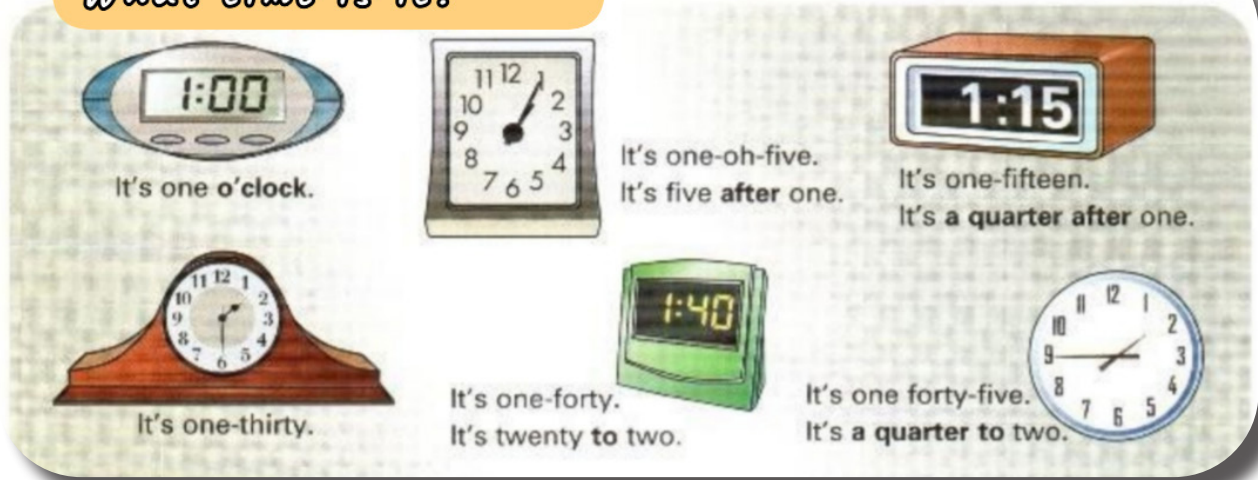 What time is it?
1:00
It's one o'clock.
11 12 1
10 2
9 3
8 4
7 6 5
It's one-oh-five.
It's five after one.
1:15
It's one-fifteen.
It's a quarter after one.
11 12 1
10 2
9 3
8 4
7 6 5
It's one-thirty.
1:40
It's one-forty.
It's twenty to two.
11 12 1
10 2
9 3
8 4
7 6 5
It's one forty-five.
It's a quarter to two.